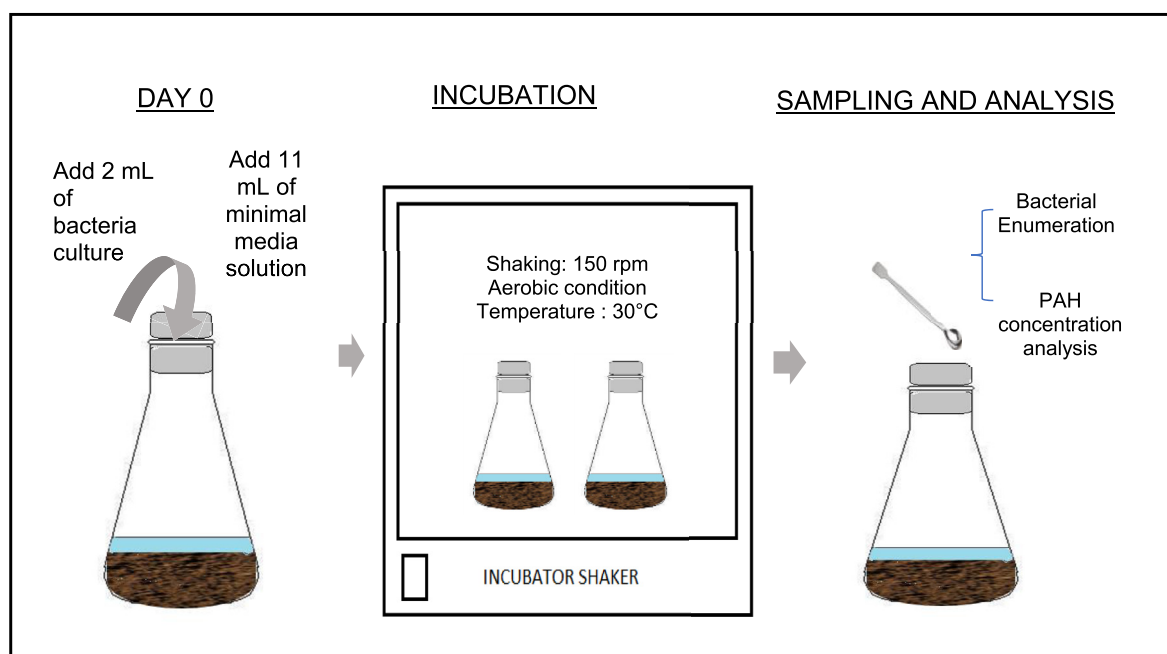 DAY 0
Add 2 mL
of
bacteria
culture
Add 11
mL of
minimal
media
solution
INCUBATION
Shaking: 150 rpm
Aerobic condition
Temperature : 30°C
INCUBATOR SHAKER
SAMPLING AND ANALYSIS
Bacterial
Enumeration
PAH
concentration
analysis